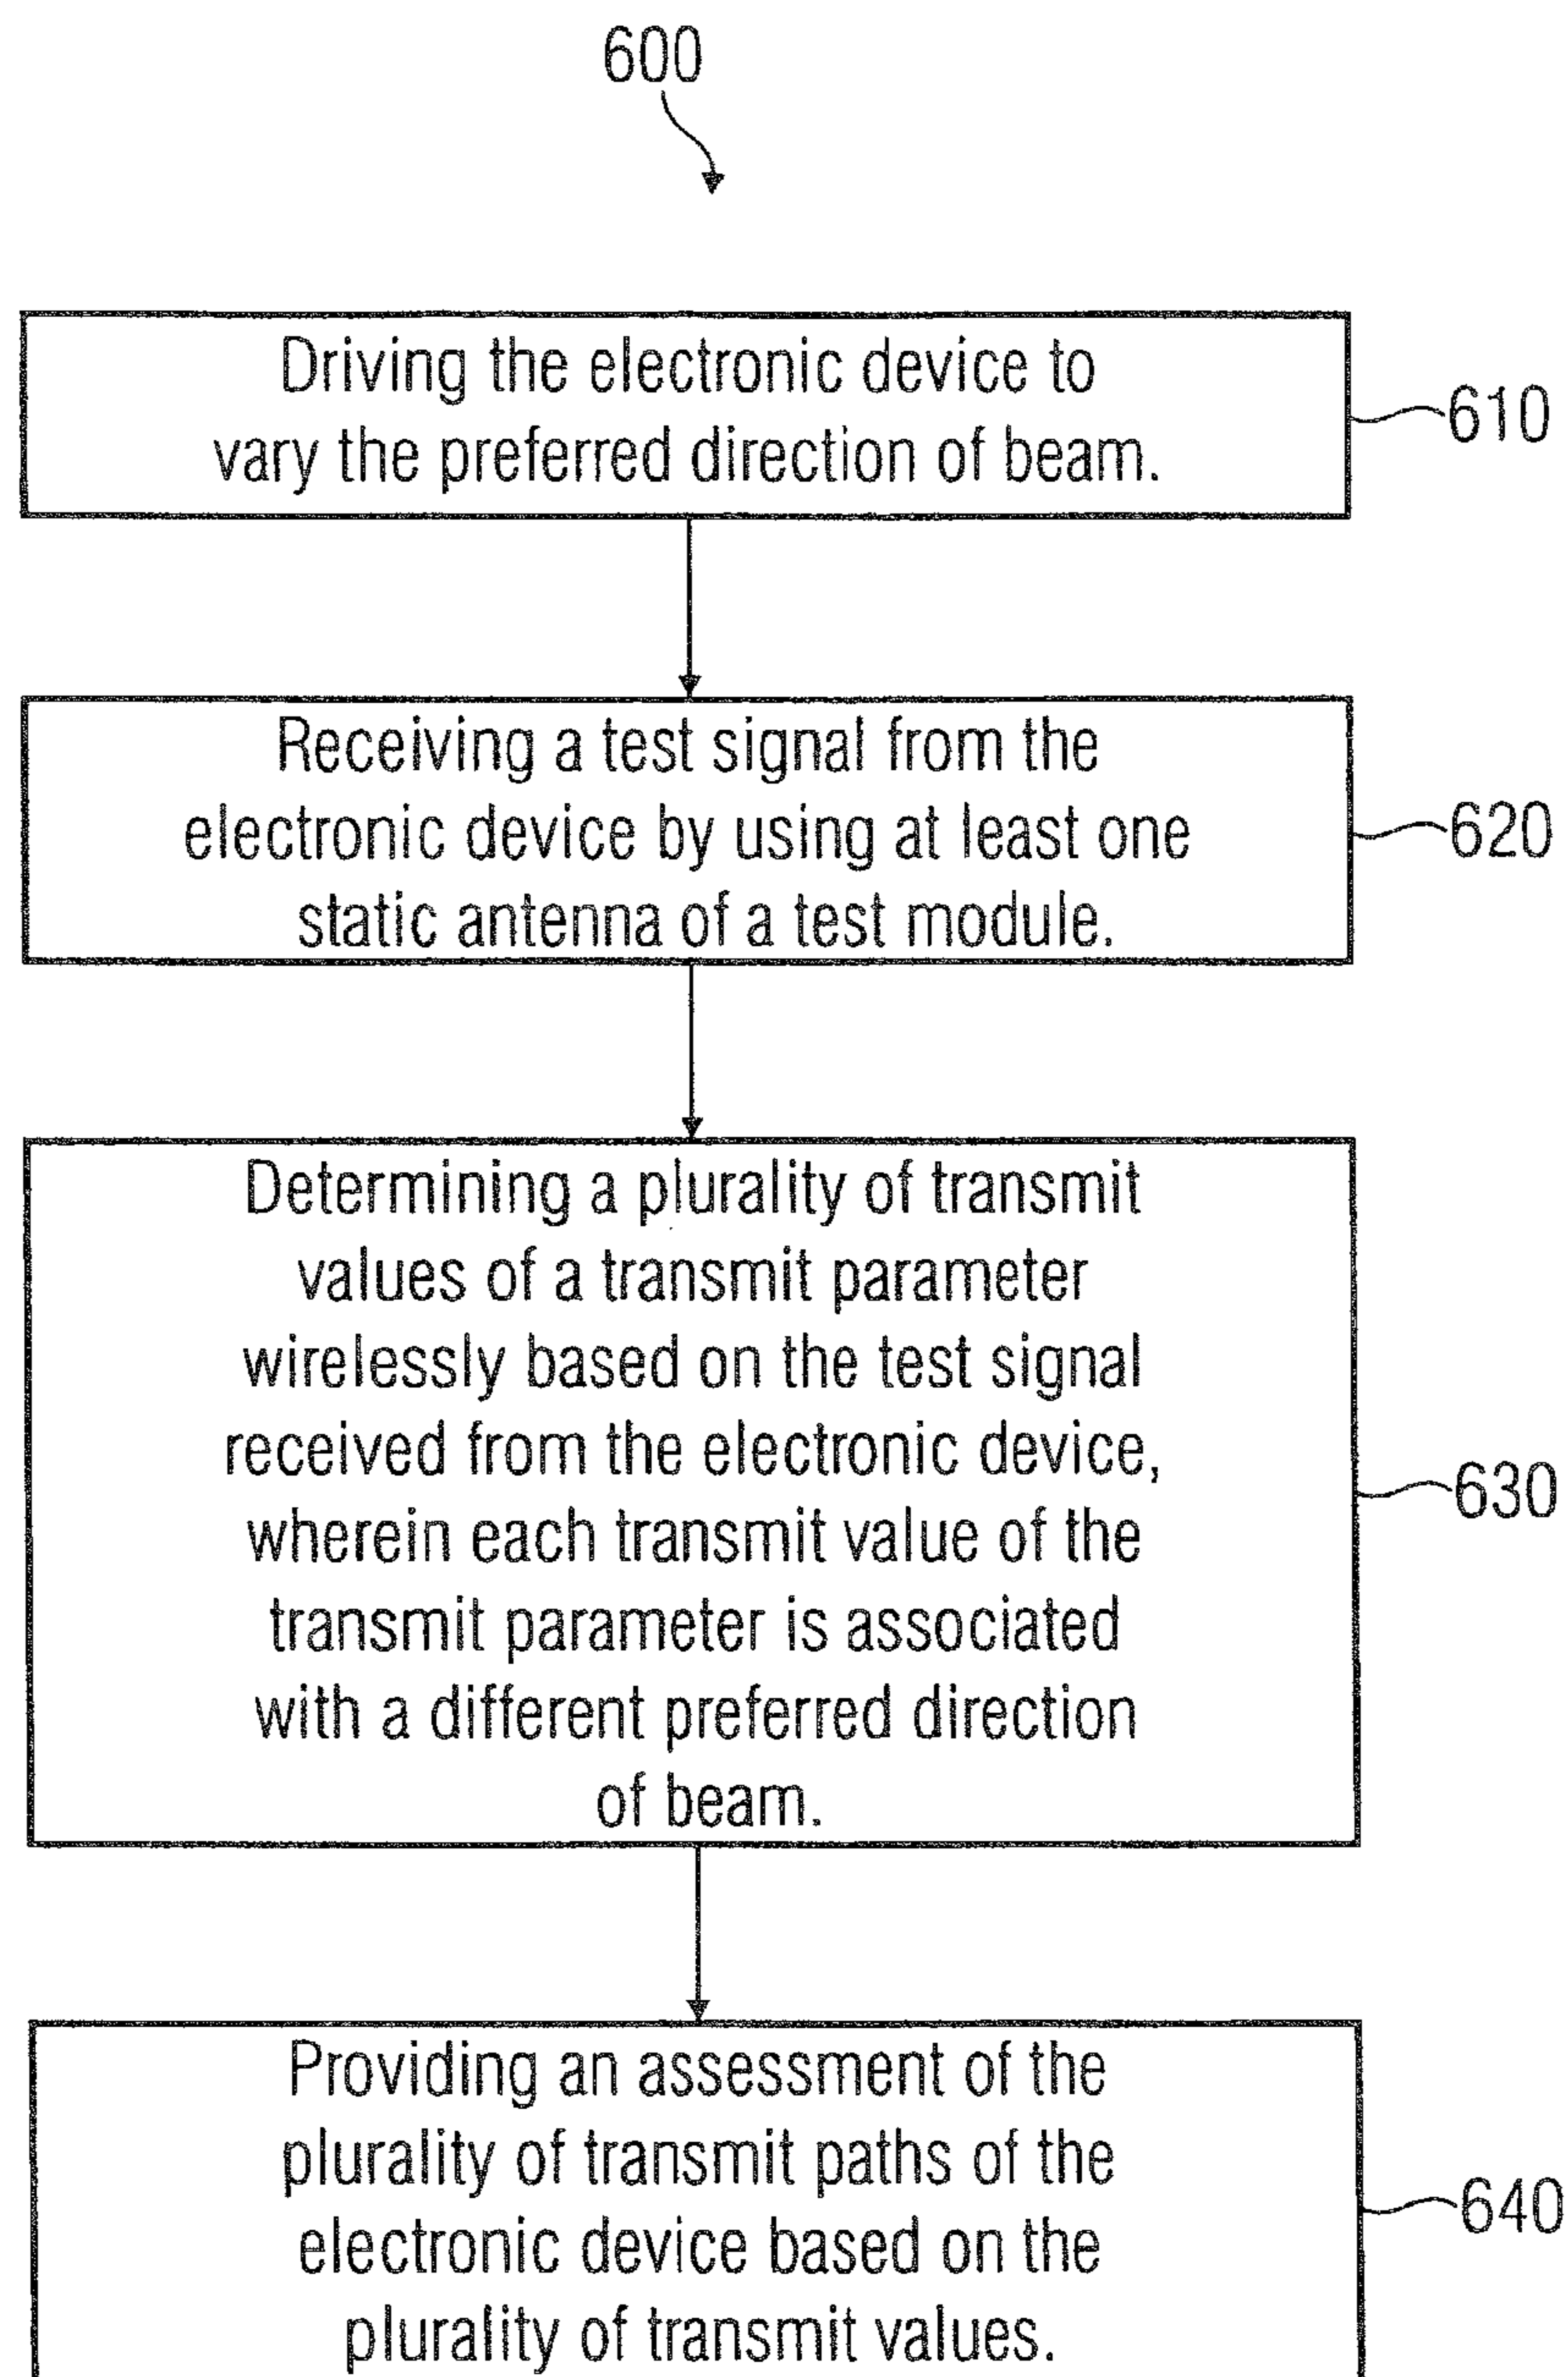 600
Driving the electronic device to
vary the preferred direction of beam.
610
Receiving a test signal from the
electronic device by using at least one
static antenna of a test module.
620
Determining a plurality of transmit
values of a transmit parameter
wirelessly based on the test signal
received from the electronic device,
wherein each transmit value of the
transmit parameter is associated
with a different preferred direction
of beam.
630
Providing an assessment of the
plurality of transmit paths of the
electronic device based on the
plurality of transmit values.
640